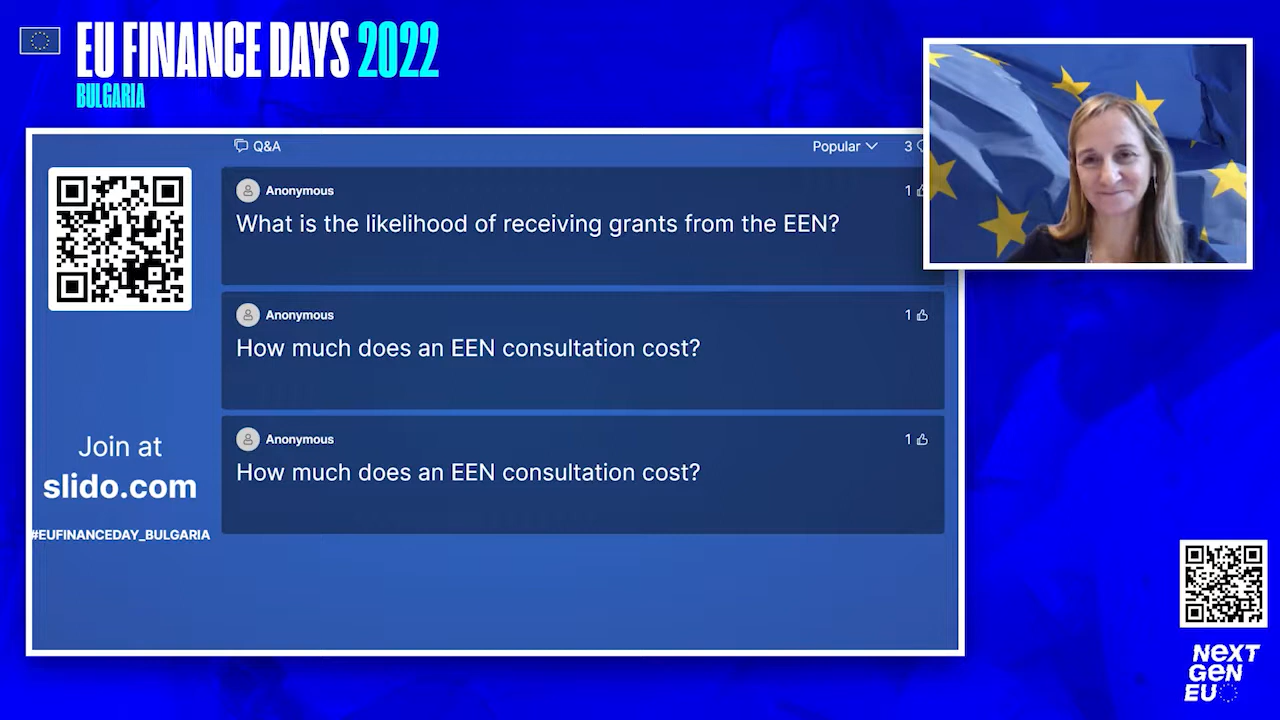 EU FINANCE DAYS 2022
BULGARIA
Q&A
Popular
3
Anonymous
1
What is the likelihood of receiving grants from the EEN?
Anonymous
1
How much does an EEN consultation cost?
Anonymous
1
How much does an EEN consultation cost?
Join at
slido.com
#EUFINANCEDAY_BULGARIA
NEXT
GEN
EU